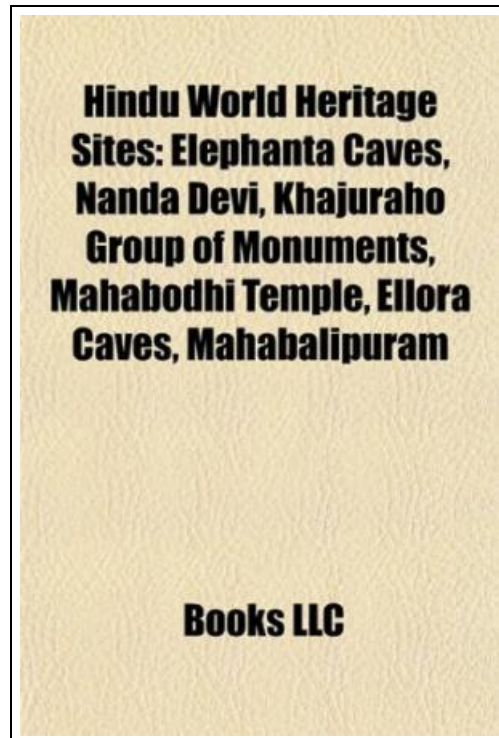 Hindu World Heritage
Sites: Elephanta Caves,
Nanda Devi, Khajuraho
Group of Monuments,
Mahabodhi Temple, Ellora
Caves, Mahabalipuram
Books LLC